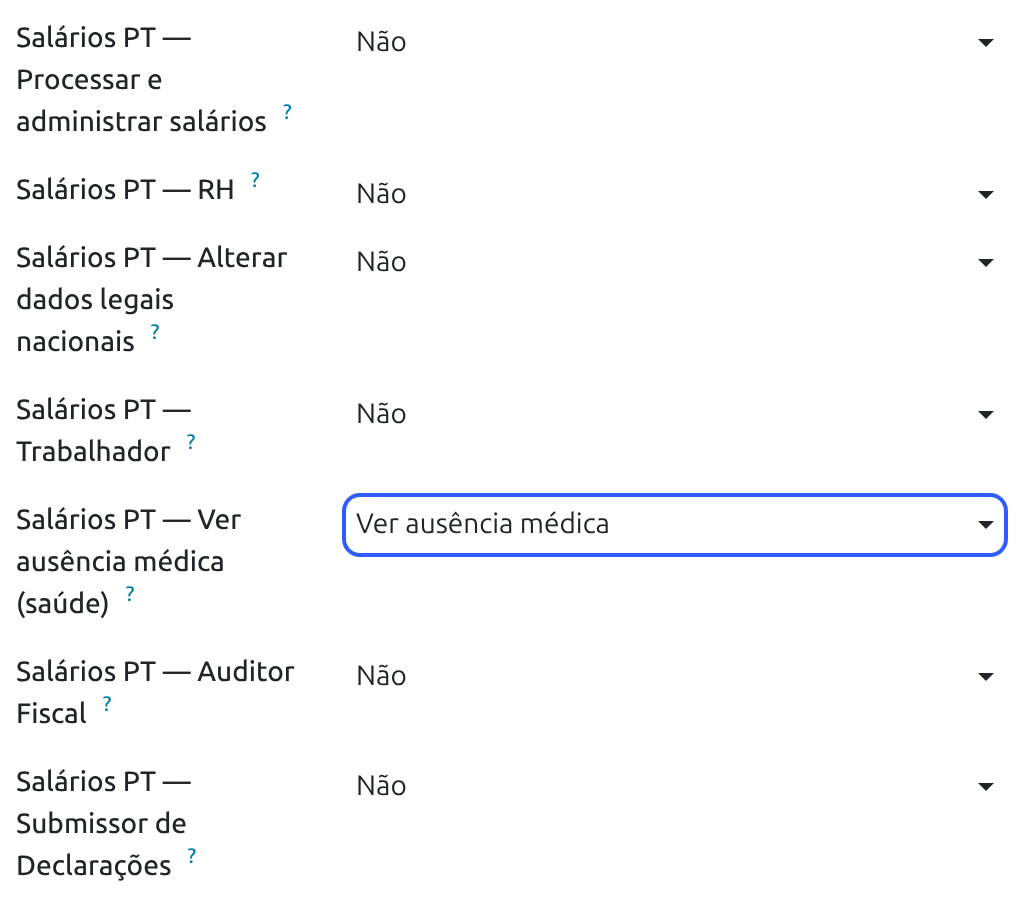 Salários PT —
Processar e
administrar salários ?
Não
Salários PT — RH ?
Não
Salários PT — Alterar
dados legais
nacionais ?
Não
Salários PT —
Trabalhador ?
Não
Salários PT — Ver
ausência médica
(saúde) ?
Ver ausência médica
Salários PT — Auditor
Fiscal ?
Não
Salários PT —
Submissor de
Declarações ?
Não